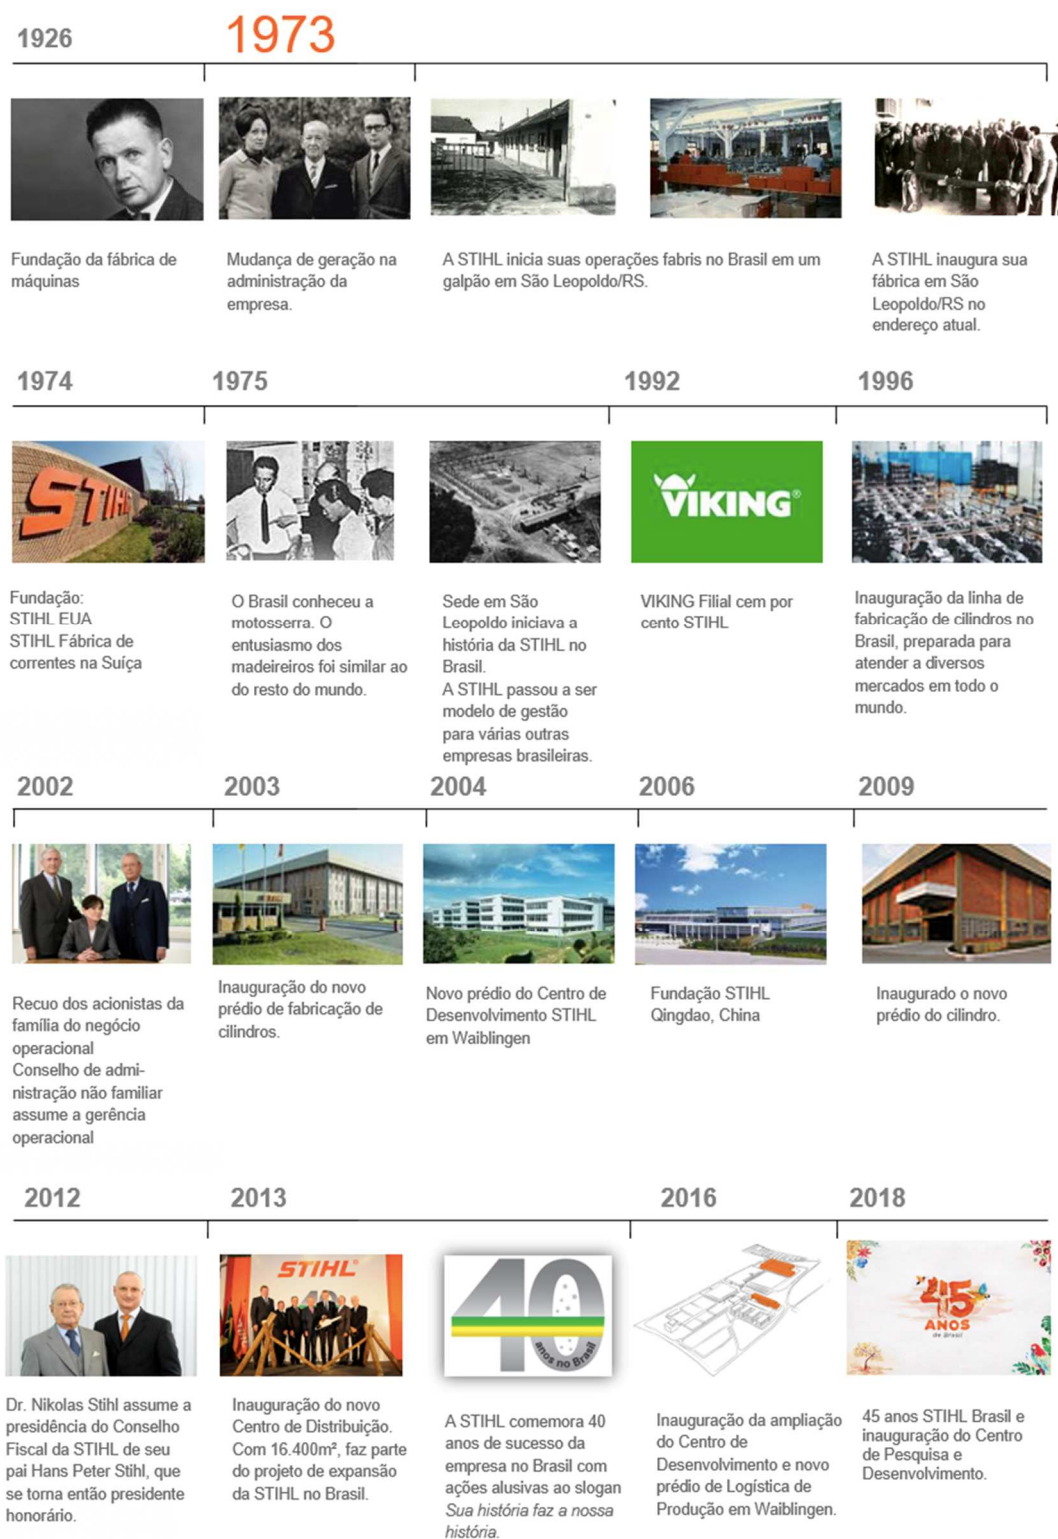 1926
1973
Fundação da fábrica de
máquinas
Mudança de geração na
administração da
empresa.
A STIHL inicia suas operações fabris no Brasil em um
galpão em São Leopoldo/RS.
A STIHL inaugura sua
fábrica em São
Leopoldo/RS no
endereço atual.
1974
1975
1992
1996
STIHL
VIKING®
Fundação:
STIHL EUA
STIHL Fábrica de
correntes na Suíça
O Brasil conheceu a
motosserra. O
entusiasmo dos
madeireiros foi similar ao
do resto do mundo.
Sede em São
Leopoldo iniciava a
história da STIHL no
Brasil.
A STIHL passou a ser
modelo de gestão
para várias outras
empresas brasileiras.
VIKING Filial cem por
cento STIHL
Inauguração da linha de
fabricação de cilindros no
Brasil, preparada para
atender a diversos
mercados em todo o
mundo.
2002
2003
2004
2006
2009
Recuo dos acionistas da
família do negócio
operacional
Conselho de admi-
nistração não familiar
assume a gerência
operacional
Inauguração do novo
prédio de fabricação de
cilindros.
Novo prédio do Centro de
Desenvolvimento STIHL
em Waiblingen
Fundação STIHL
Qingdao, China
Inaugurado o novo
prédio do cilindro.
2012
2013
2016
2018
STIHL®
40
anos no Brasil
45
ANOS
de Brasil
Dr. Nikolas Stihl assume a
presidência do Conselho
Fiscal da STIHL de seu
pai Hans Peter Stihl, que
se torna então presidente
honorário.
Inauguração do novo
Centro de Distribuição.
Com 16.400m², faz parte
do projeto de expansão
da STIHL no Brasil.
A STIHL comemora 40
anos de sucesso da
empresa no Brasil com
ações alusivas ao slogan
Sua história faz a nossa
história.
Inauguração da ampliação
do Centro de
Desenvolvimento e novo
prédio de Logística de
Produção em Waiblingen.
45 anos STIHL Brasil e
inauguração do Centro
de Pesquisa e
Desenvolvimento.